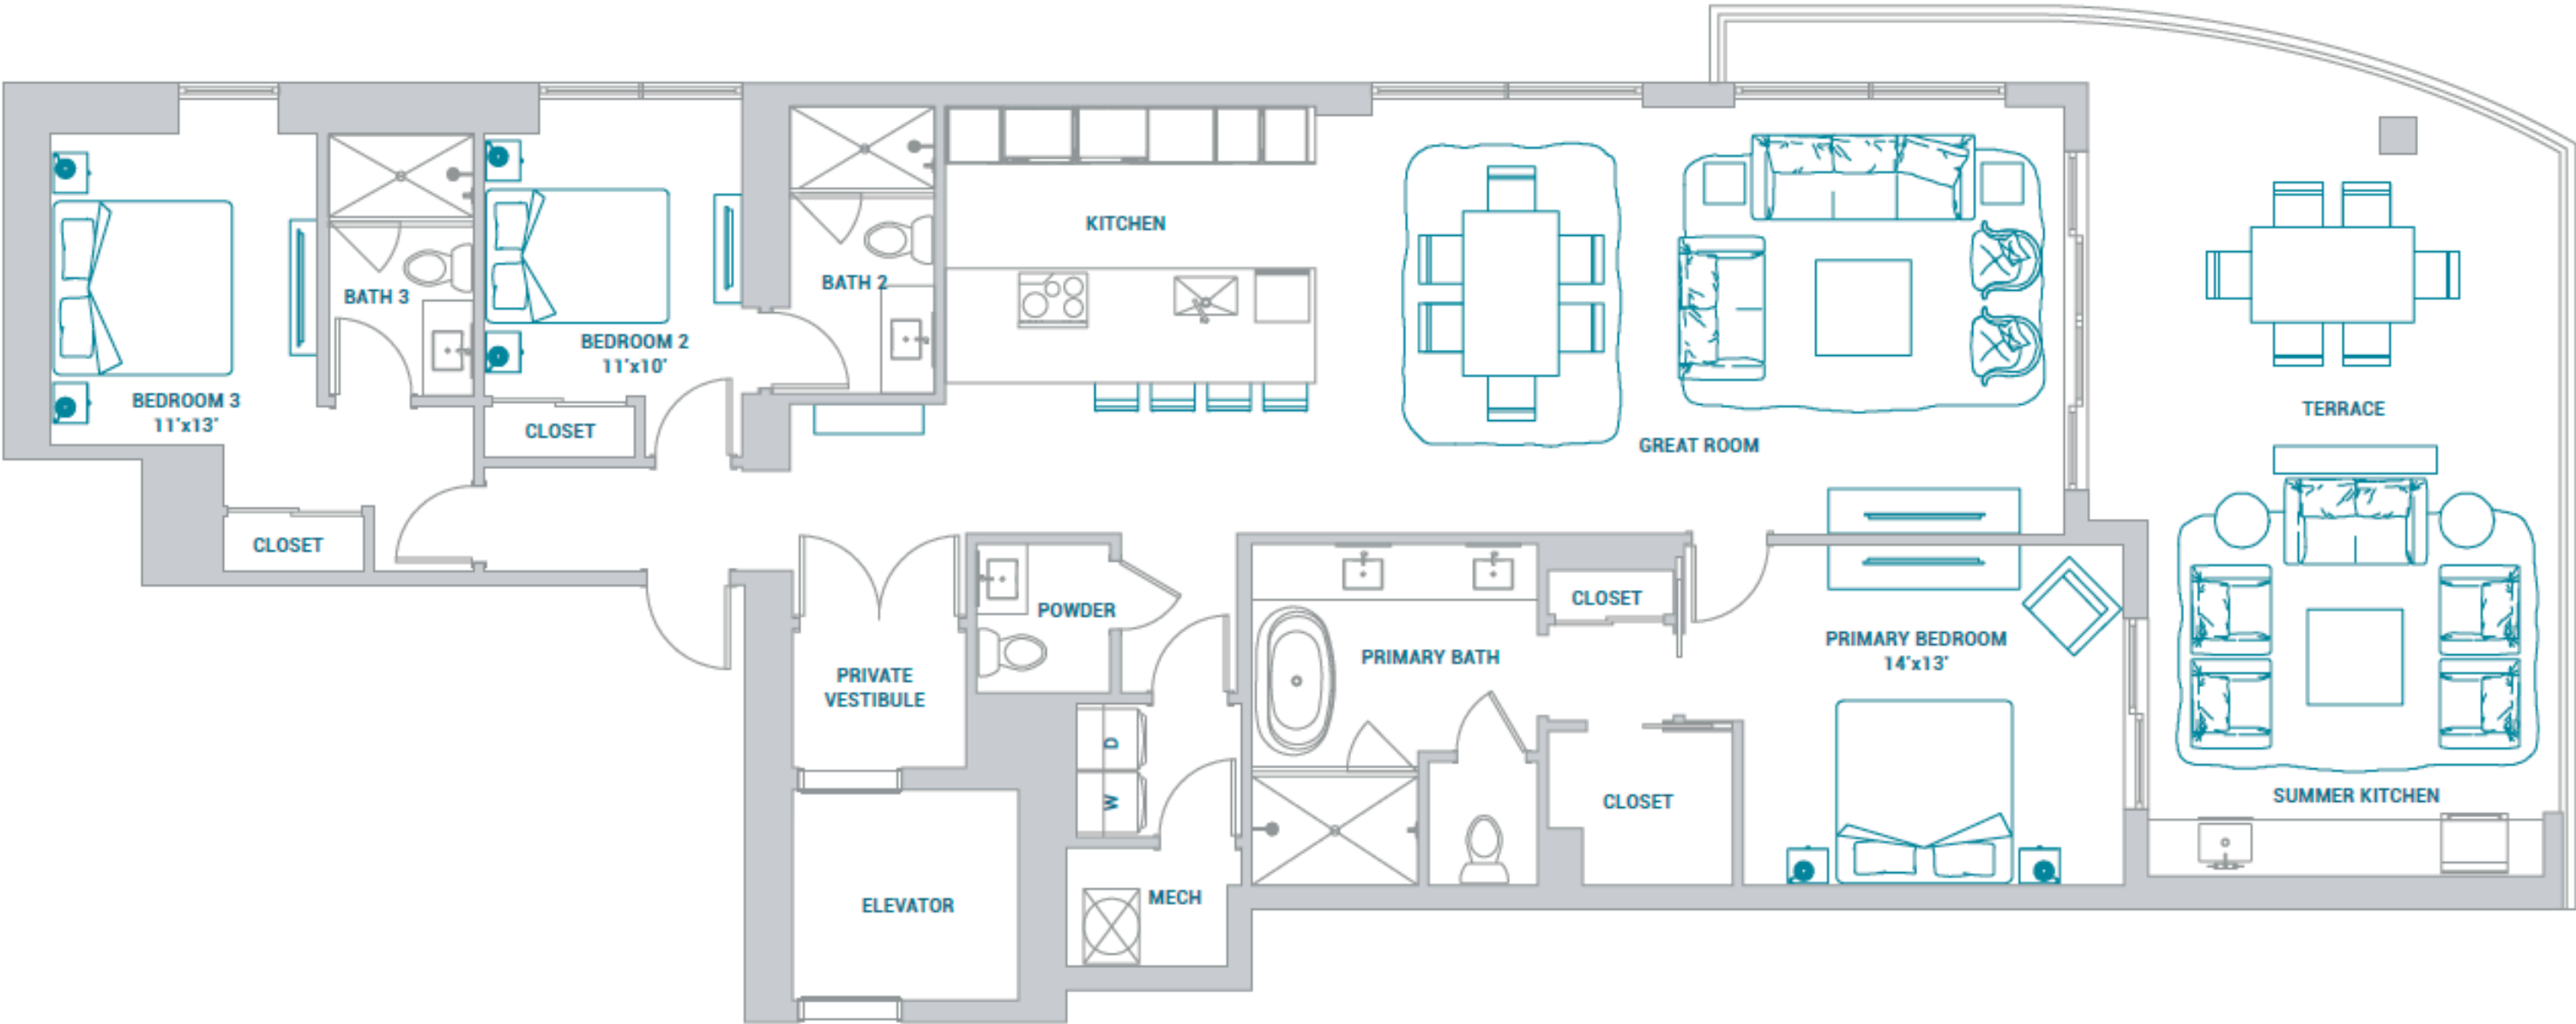 KITCHEN
BATH 2
BATH 3
BEDROOM 2
11'x10'
BEDROOM 3
11'x13'
CLOSET
TERRACE
GREAT ROOM
CLOSET
POWDER
CLOSET
PRIMARY BEDROOM
14'x13'
PRIMARY BATH
PRIVATE
VESTIBULE
D
W
CLOSET
SUMMER KITCHEN
MECH
ELEVATOR